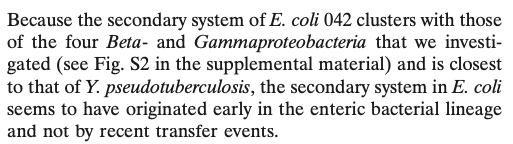 Because the secondary system of E. coli 042 clusters with those
of the four Beta- and Gammaproteobacteria that we investi-
gated (see Fig. S2 in the supplemental material) and is closest
to that of Y. pseudotuberculosis, the secondary system in E. coli
seems to have originated early in the enteric bacterial lineage
and not by recent transfer events.